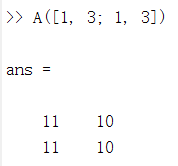 >> A([1, 3; 1, 3])
ans =
11 10
11 10